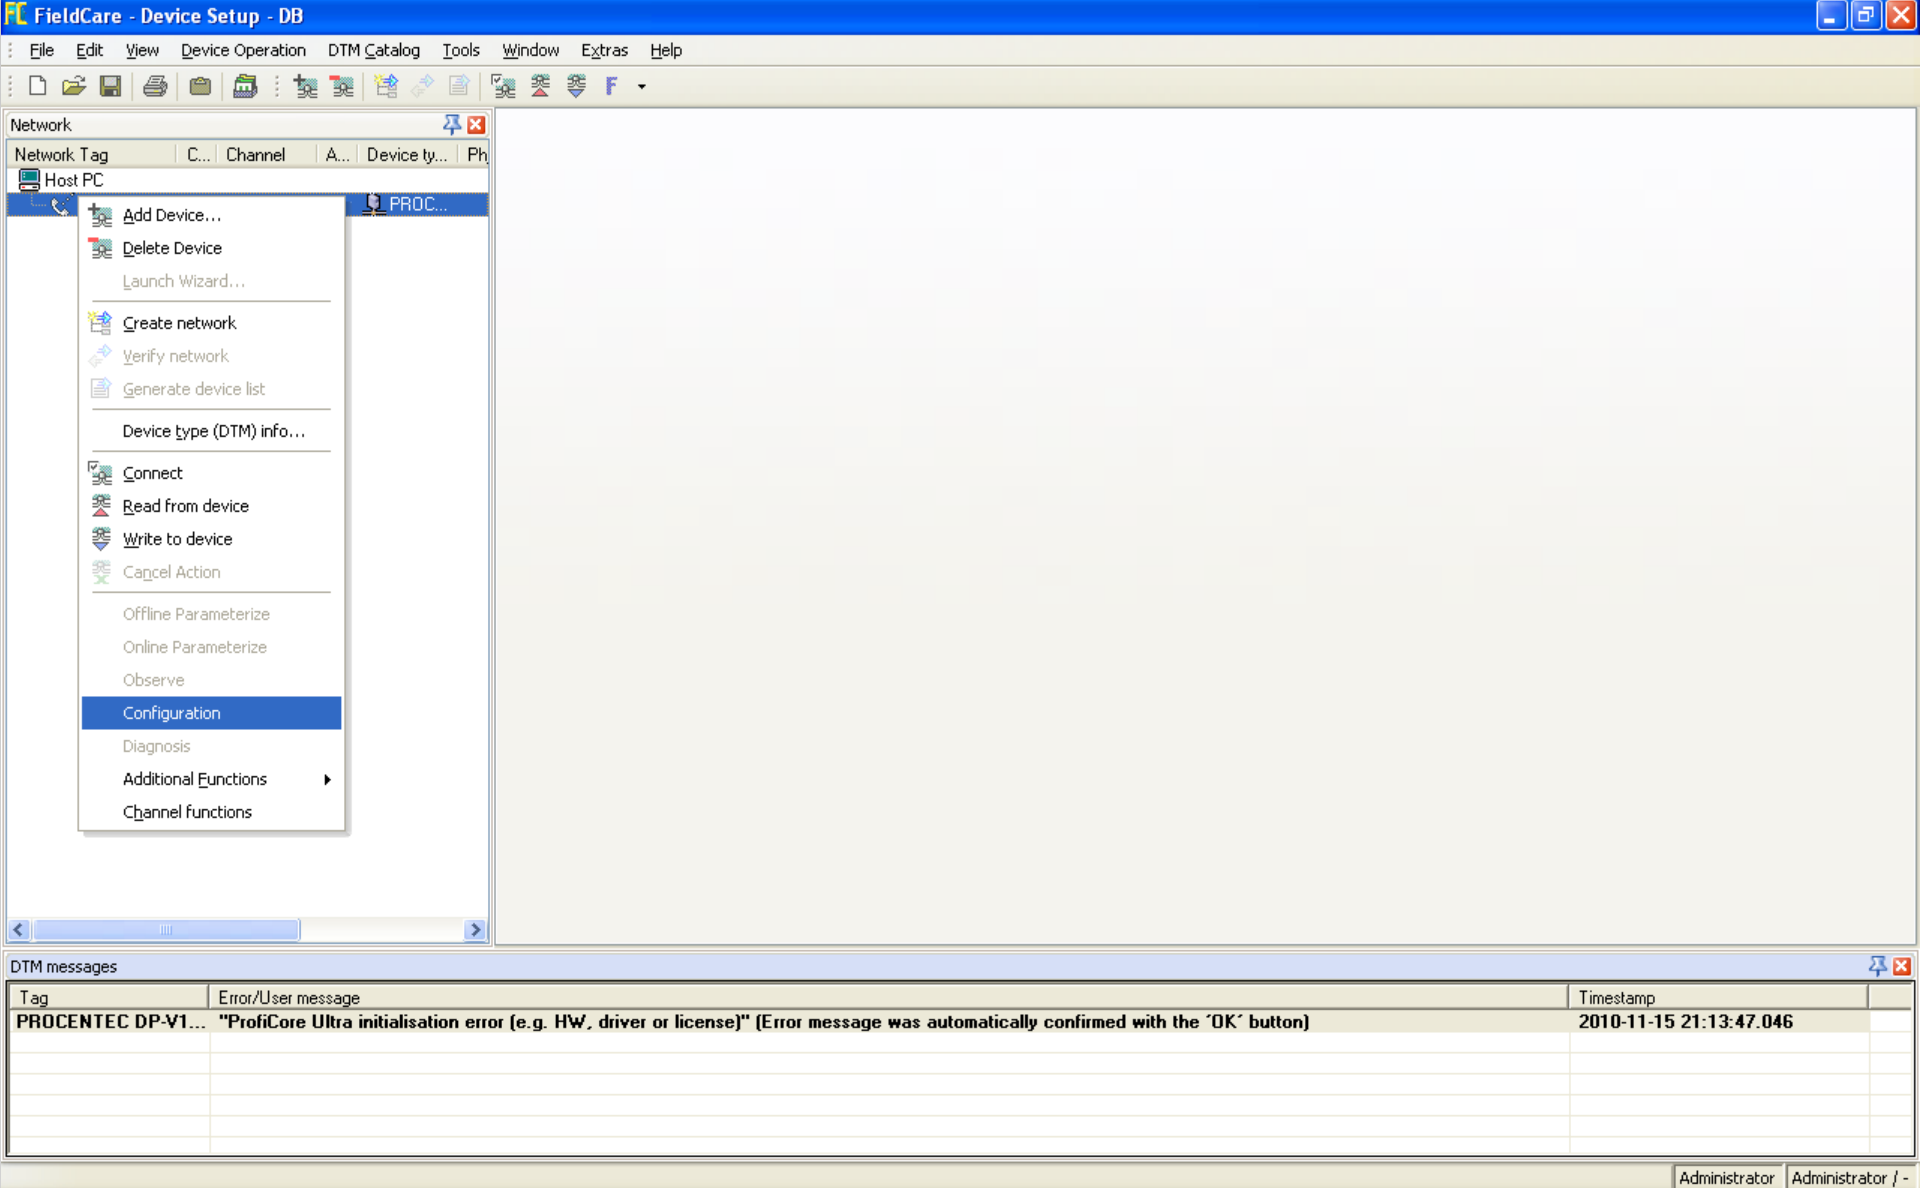 FC FieldCare - Device Setup - DB
File Edit View Device Operation DTM Catalog Tools Window Extras Help
F
Network
Network Tag C... Channel A... Device ty... Ph
Host PC
PROC...
Add Device...
Delete Device
Launch Wizard...
Create network
Verify network
Generate device list
Device type (DTM) info...
Connect
Read from device
Write to device
Cancel Action
Offline Parameterize
Online Parameterize
Observe
Configuration
Diagnosis
Additional Functions
Channel functions
DTM messages
Tag Error/User message Timestamp
PROCENTEC DP-V1... "ProfiCore Ultra initialisation error (e.g. HW, driver or license)" (Error message was automatically confirmed with the ´OK´ button) 2010-11-15 21:13:47.046
Administrator Administrator / -